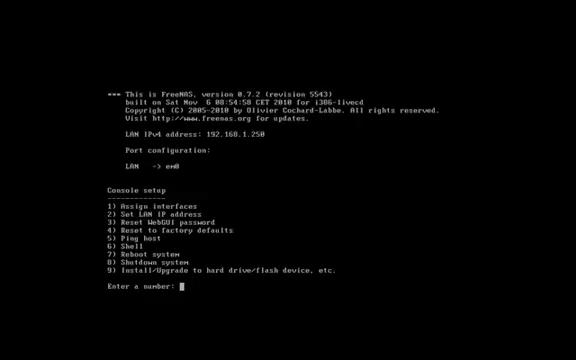 *** This is FreeNAS, version 0.7.2 (revision 5543)
built on Sat Nov 6 08:54:58 CET 2010 for i386-livecd
Copyright (C) 2005-2010 by Olivier Cochard-Labbe. All rights reserved.
Visit http://www.freenas.org for updates.
LAN IPv4 address: 192.168.1.250
Port configuration:
LAN -> em0
Console setup
-------------
1) Assign interfaces
2) Set LAN IP address
3) Reset WebGUI password
4) Reset to factory defaults
5) Ping host
6) Shell
7) Reboot system
8) Shutdown system
9) Install/Upgrade to hard drive/flash device, etc.
Enter a number: